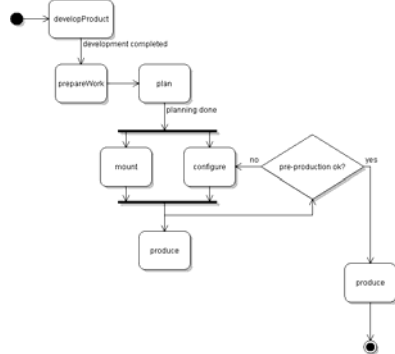 developProduct
development completed
prepareWork
plan
planning done
mount
configure
no
pre-production ok?
yes
produce
produce